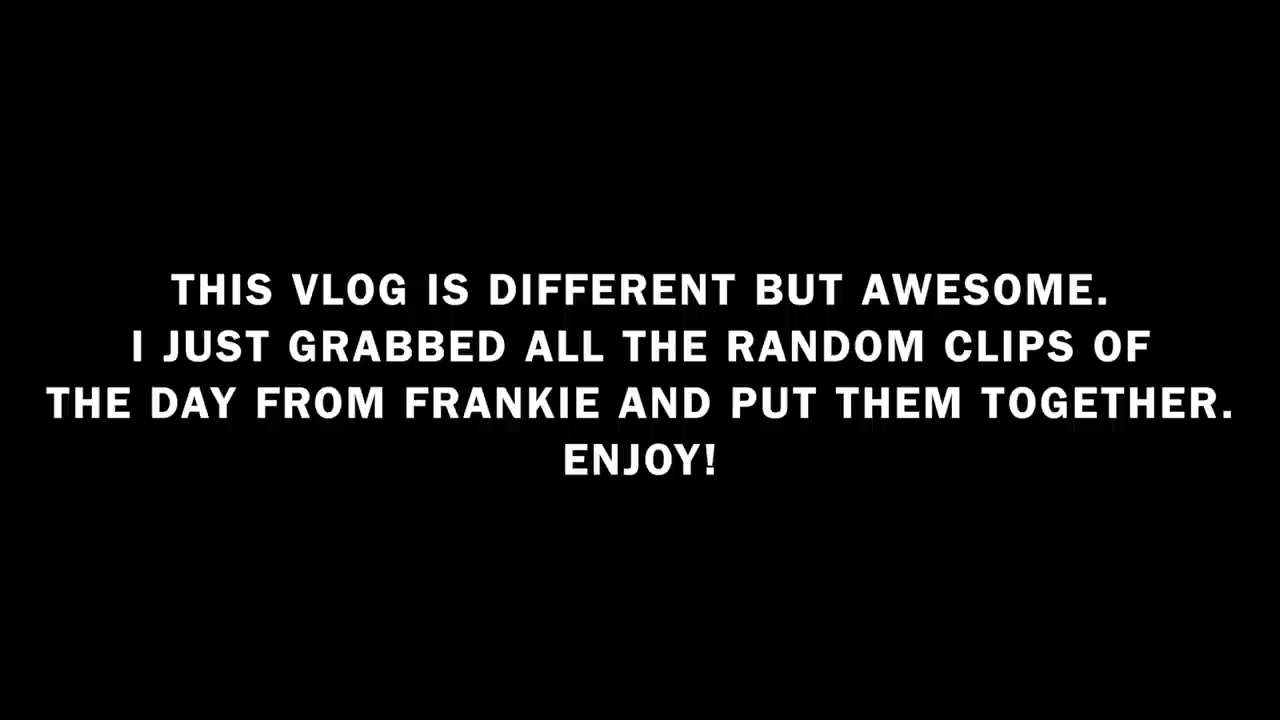 THIS VLOG IS DIFFERENT BUT AWESOME.
I JUST GRABBED ALL THE RANDOM CLIPS OF
THE DAY FROM FRANKIE AND PUT THEM TOGETHER.
ENJOY!